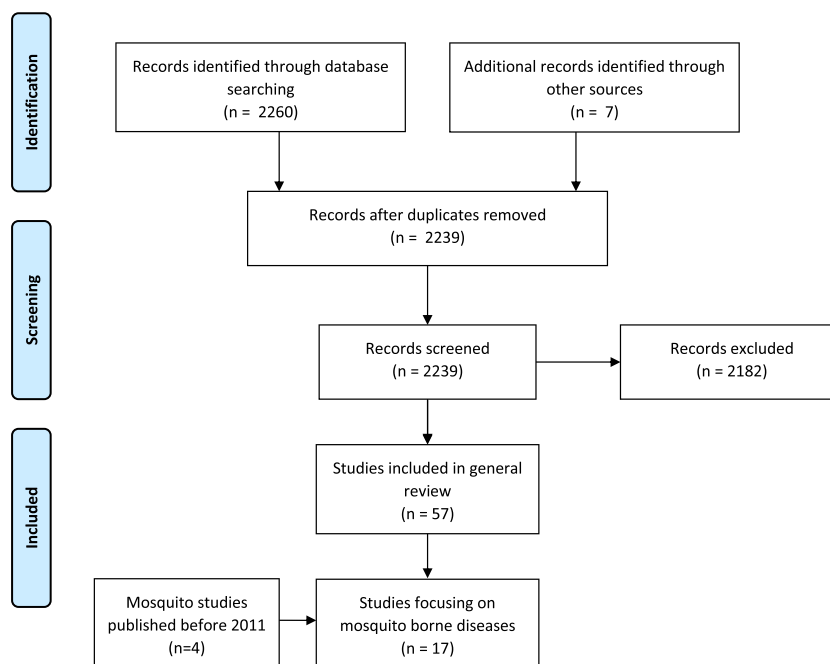 Identification
Records identified through database
searching
(n = 2260)
Additional records identified through
other sources
(n = 7)
Records after duplicates removed
(n = 2239)
Screening
Records screened
(n = 2239)
Records excluded
(n = 2182)
Included
Studies included in general
review
(n = 57)
Mosquito studies
published before 2011
(n=4)
Studies focusing on
mosquito borne diseases
(n = 17)